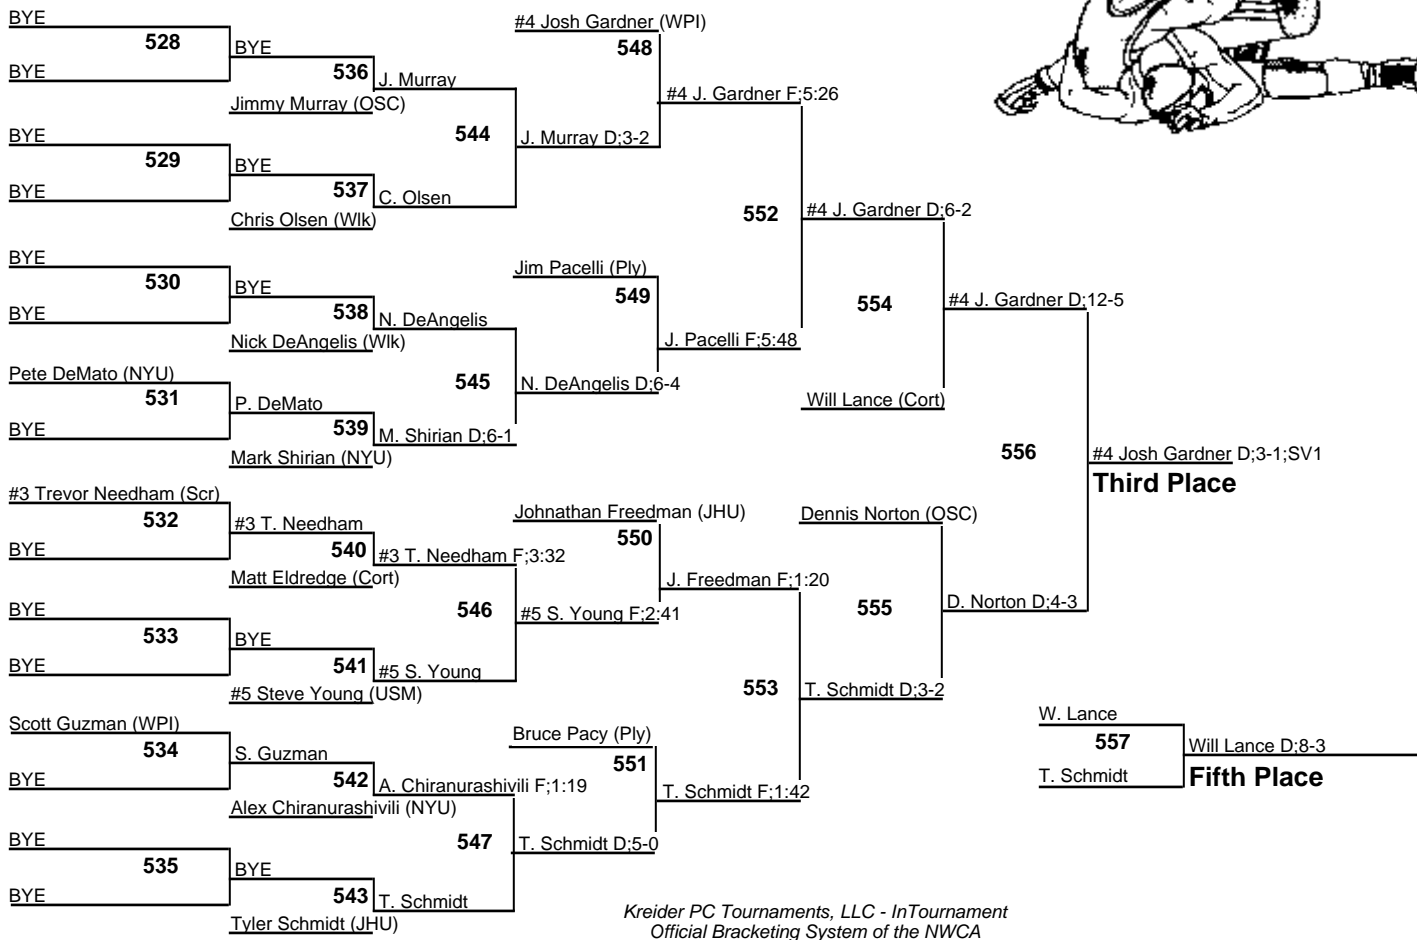 BYE
528
BYE
BYE
536
J. Murray
Jimmy Murray (OSC)
BYE
529
BYE
BYE
537
C. Olsen
Chris Olsen (Wlk)
544
J. Murray D;3-2
#4 Josh Gardner (WPI)
548
#4 J. Gardner F;5:26
BYE
530
BYE
BYE
538
N. DeAngelis
Nick DeAngelis (Wlk)
Pete DeMato (NYU)
531
BYE
P. DeMato
539
M. Shirian D;6-1
Mark Shirian (NYU)
545
N. DeAngelis D;6-4
Jim Pacelli (Ply)
549
J. Pacelli F;5:48
552
#4 J. Gardner D;6-2
554
Will Lance (Cort)
#4 J. Gardner D;12-5
#3 Trevor Needham (Scr)
532
BYE
#3 T. Needham
540
#3 T. Needham F;3:32
Matt Eldredge (Cort)
BYE
533
BYE
BYE
541
#5 S. Young
#5 Steve Young (USM)
546
#5 S. Young F;2:41
Johnathan Freedman (JHU)
550
J. Freedman F;1:20
Scott Guzman (WPI)
534
BYE
S. Guzman
542
A. Chiranurashivili F;1:19
Alex Chiranurashivili (NYU)
BYE
535
BYE
BYE
543
T. Schmidt
Tyler Schmidt (JHU)
547
T. Schmidt D;5-0
Bruce Pacy (Ply)
551
T. Schmidt F;1:42
553
T. Schmidt D;3-2
Dennis Norton (OSC)
555
D. Norton D;4-3
556
#4 Josh Gardner D;3-1;SV1
Third Place
W. Lance
557
T. Schmidt
Will Lance D;8-3
Fifth Place
Kreider PC Tournaments, LLC - InTournament
Official Bracketing System of the NWCA